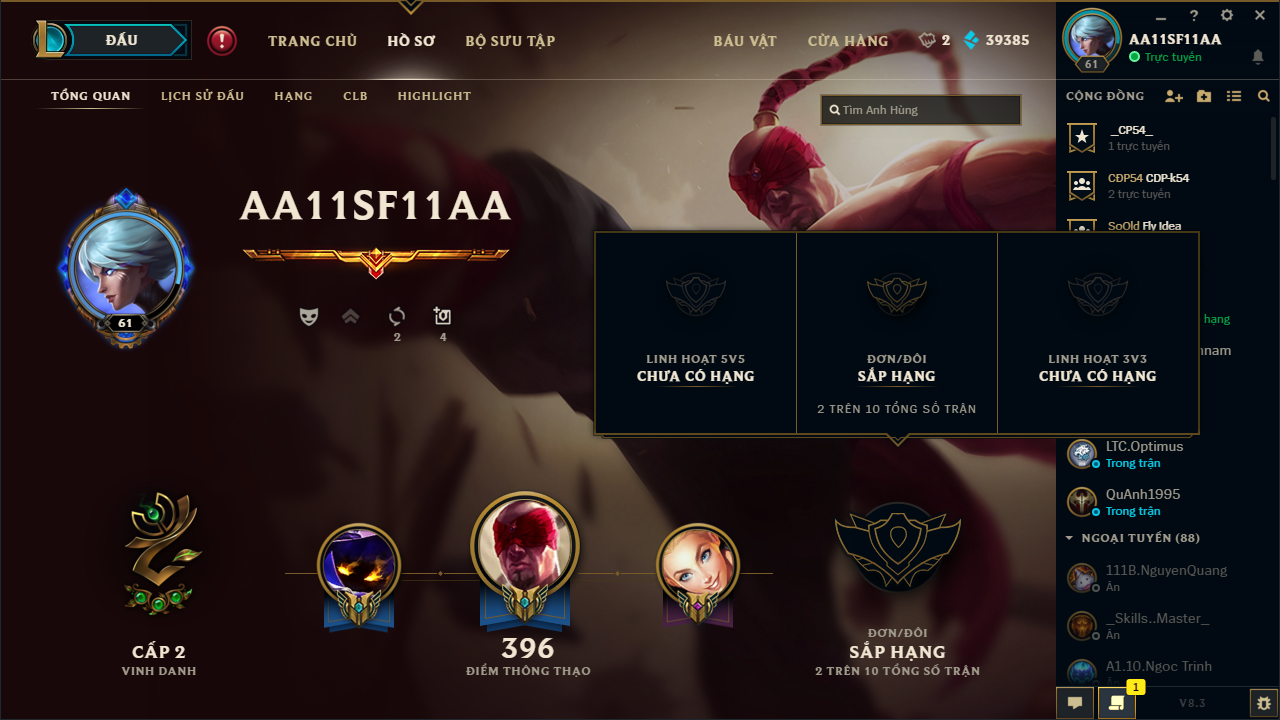 ĐẤU
TRANG CHỦ
HỒ SƠ
BỘ SƯU TẬP
BÁU VẬT
CỬA HÀNG
2
39385
AA11SF11AA
Trực tuyến
61
TỔNG QUAN
LỊCH SỬ ĐẤU
HẠNG
CLB
HIGHLIGHT
Tìm Anh Hùng
CỘNG ĐỒNG
_CP54_
1 trực tuyến
CĐP54 CDP-k54
2 trực tuyến
SoOld Fly Idea
AA11SF11AA
61
2
4
LINH HOẠT 5V5
CHƯA CÓ HẠNG
ĐƠN/ĐÔI
SẮP HẠNG
2 TRÊN 10 TỔNG SỐ TRẬN
LINH HOẠT 3V3
CHƯA CÓ HẠNG
hạng
nnam
LTC.Optimus
Trong trận
QuAnh1995
Trong trận
NGOẠI TUYẾN (88)
111B.NguyenQuang
Ẩn
_Skills..Master_
Ẩn
A1.10.Ngoc Trinh
CẤP 2
VINH DANH
396
ĐIỂM THÔNG THẠO
ĐƠN/ĐÔI
SẮP HẠNG
2 TRÊN 10 TỔNG SỐ TRẬN
1
V8.3